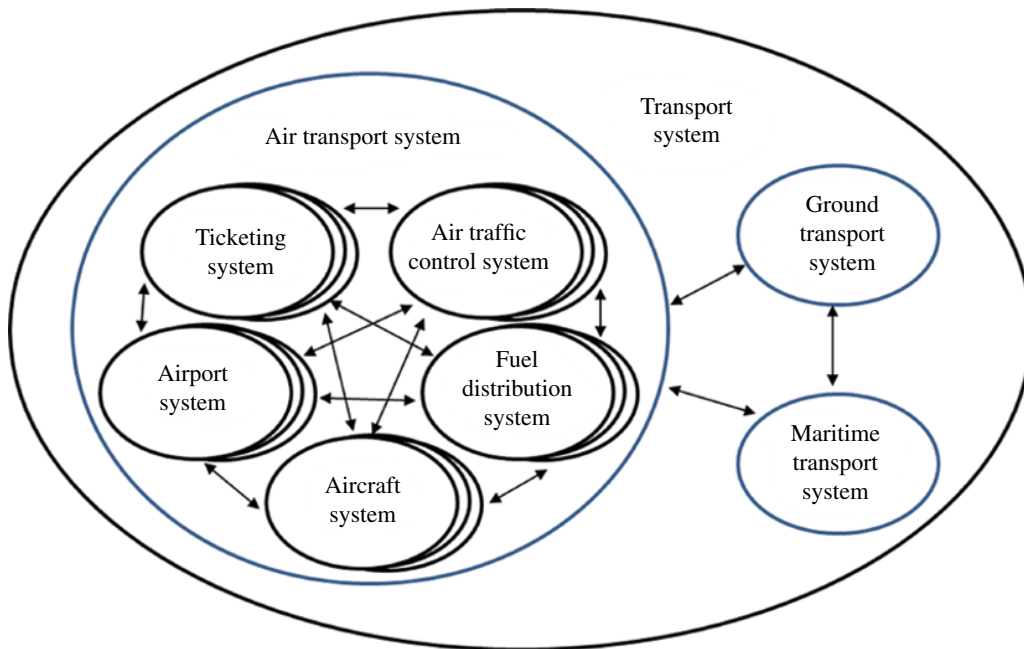 Transport
system
Air transport system
Ticketing
system
Air traffic
control system
Ground
transport
system
Airport
system
Fuel
distribution
system
Aircraft
system
Maritime
transport
system